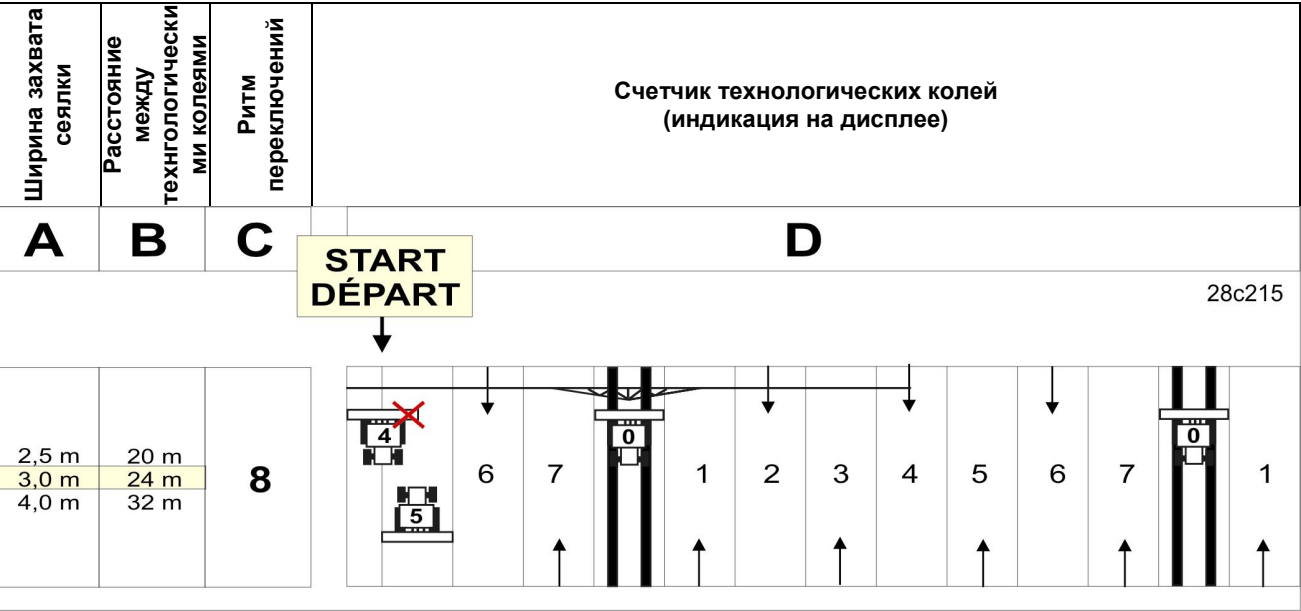 Ширина захвата
сеялки
Расстояние
между
технгологически
ми колеями
Ритм
переключений
Счетчик технологических колей
(индикация на дисплее)
A B C D
START
DÉPART
28c215
2,5 m 20 m
3,0 m 24 m
4,0 m 32 m
8
4 0 0
6 7 1 2 3 4 5 6 7 1
5